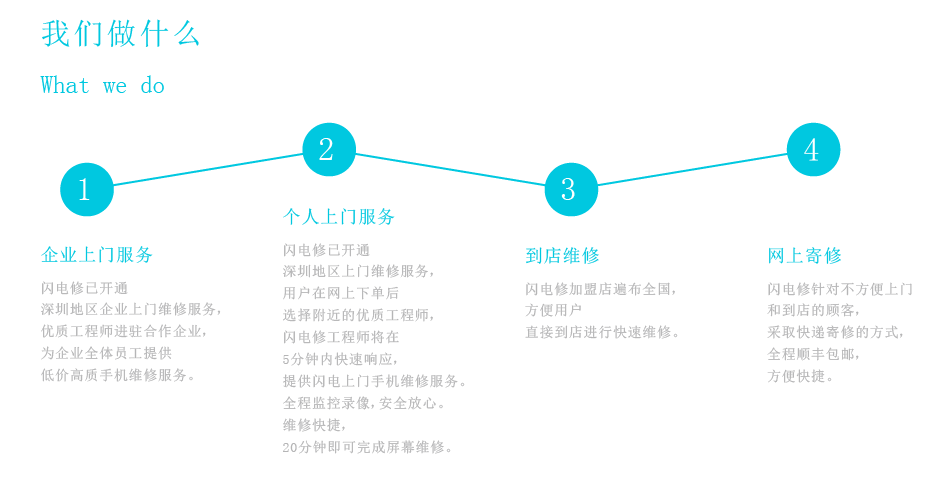 我们做什么
What we do
1
企业上门服务
闪电修已开通
深圳地区企业上门维修服务,
优质工程师进驻合作企业,
为企业全体员工提供
低价高质手机维修服务。
2
个人上门服务
闪电修已开通
深圳地区上门维修服务,
用户在网上下单后
选择附近的优质工程师,
闪电修工程师将在
5分钟内快速响应,
提供闪电上门手机维修服务。
全程监控录像,安全放心。
维修快捷,
20分钟即可完成屏幕维修。
3
到店维修
闪电修加盟店遍布全国,
方便用户
直接到店进行快速维修。
4
网上寄修
闪电修针对不方便上门
和到店的顾客,
采取快递寄修的方式,
全程顺丰包邮,
方便快捷。